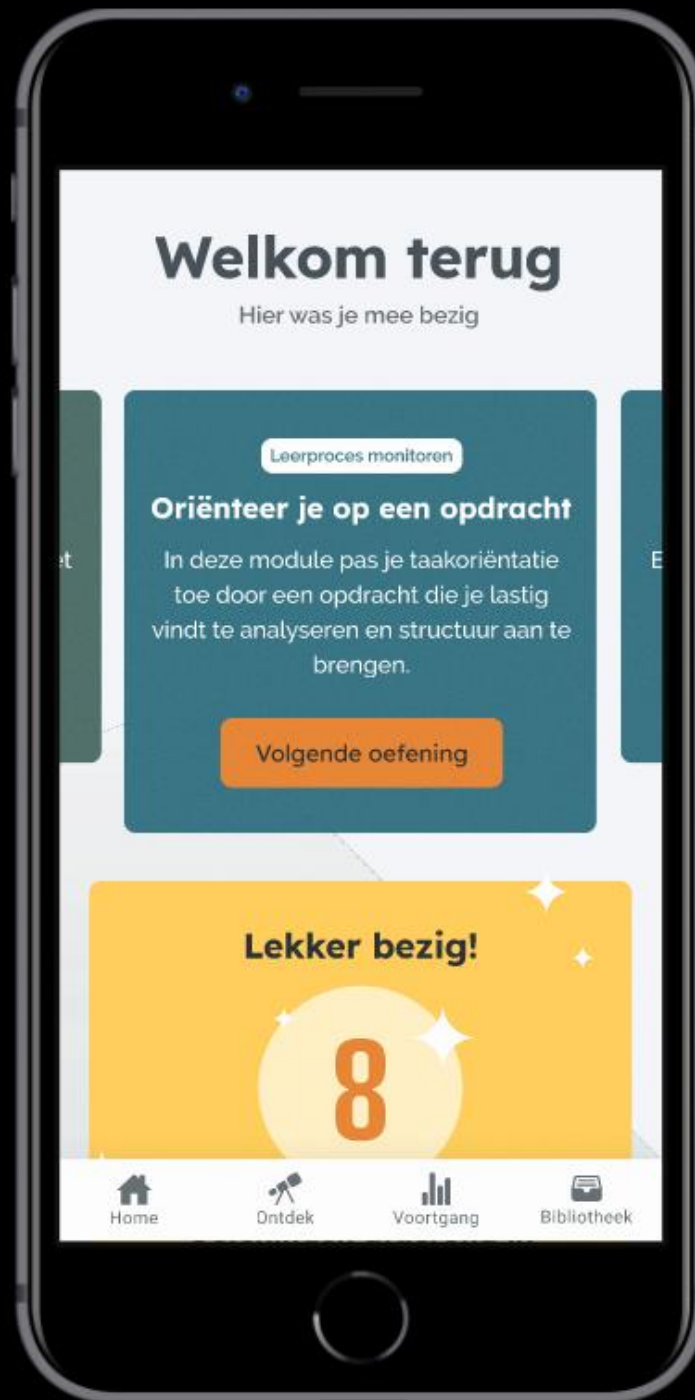 Welkom terug
Hier was je mee bezig
Leerproces monitoren
Oriënteer je op een opdracht
In deze module pas je taakoriëntatie
toe door een opdracht die je lastig
vindt te analyseren en structuur aan te
brengen.
Volgende oefening
Lekker bezig!
8
Home
Ontdek
Voortgang
Bibliotheek